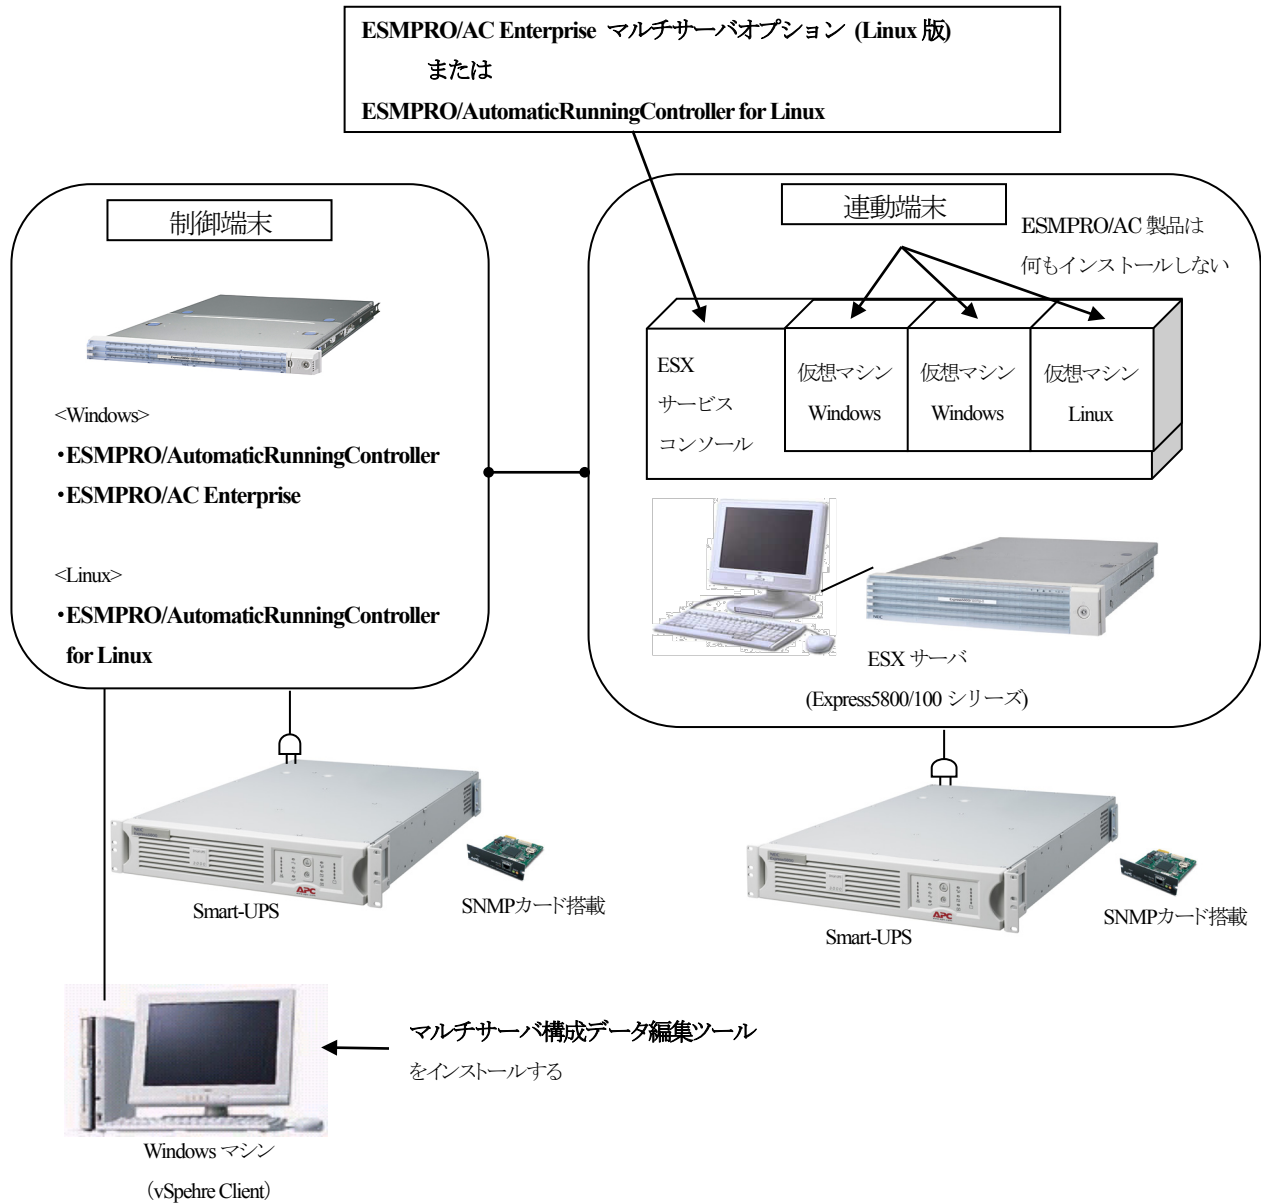 ESMPRO/AC Enterprise マルチサーバオプション (Linux 版)
または
ESMPRO/AutomaticRunningController for Linux
制御端末
<Windows>
・ESMPRO/AutomaticRunningController
・ESMPRO/AC Enterprise
<Linux>
・ESMPRO/AutomaticRunningController
for Linux
連動端末
ESMPRO/AC 製品は
何もインストールしない
ESX
サービス
コンソール
仮想マシン
Windows
仮想マシン
Windows
仮想マシン
Linux
ESX サーバ
(Express5800/100 シリーズ)
APC
Smart-UPS
SNMPカード搭載
APC
Smart-UPS
SNMPカード搭載
マルチサーバ構成データ編集ツール
をインストールする
Windows マシン
（vSpehre Client）